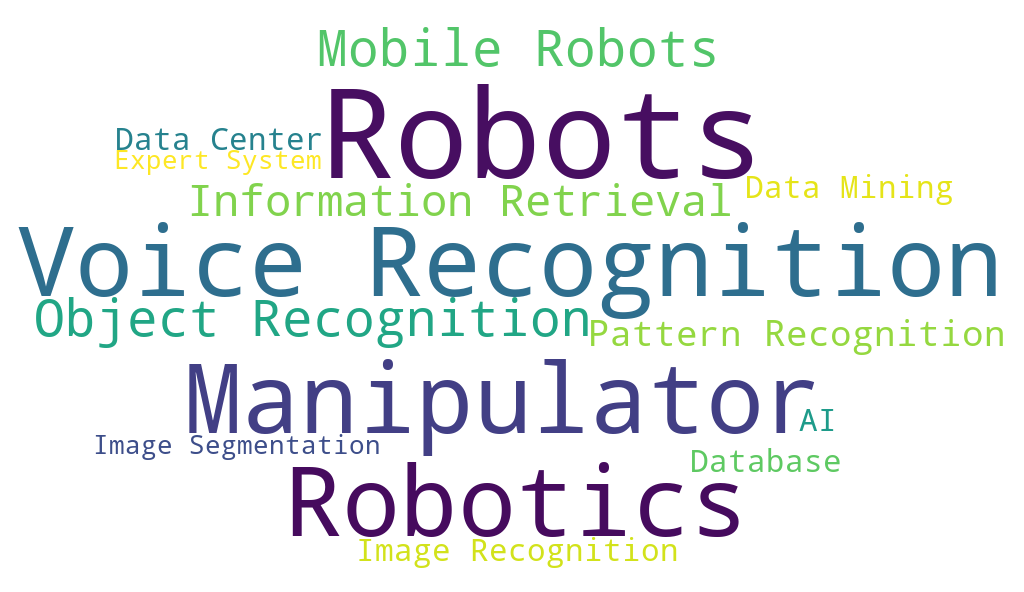 Mobile Robots
Robots
Data Center
Expert System
Data Mining
Information Retrieval
Voice Recognition
Object Recognition
Pattern Recognition
Manipulator
AI
Image Segmentation
Database
Robotics
Image Recognition